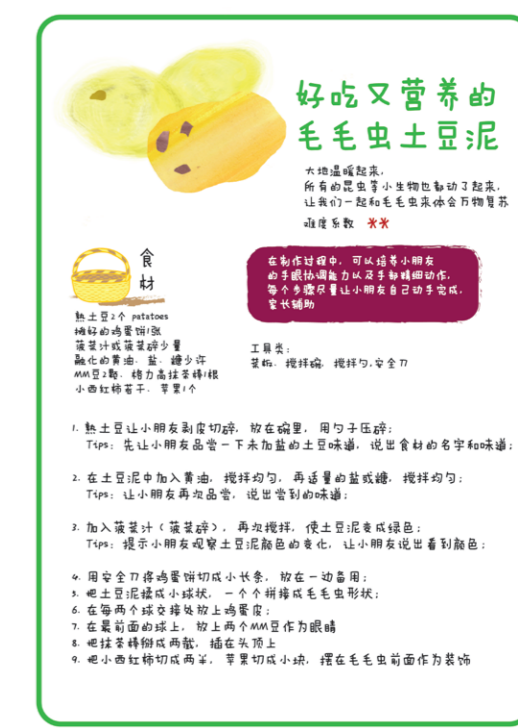 好吃又营养的
毛毛虫土豆泥
大地温暖起来,
所有的昆虫等小生物也都动了起来,
让我们一起和毛毛虫来体会万物复苏
难度系数
食材
在制作过程中, 可以培养小朋友
的手眼协调能力以及手部精细动作,
每个步骤尽量让小朋友自己动手完成,
家长辅助
熟土豆2个 patatoes
摊好的鸡蛋饼1张
菠菜汁或菠菜碎少量
融化的黄油、盐、糖少许
MM豆2颗、格力高抹茶棒1根
小西红柿若干、苹果1个
工具类:
菜板、搅拌碗、搅拌勺,安全刀
1. 熟土豆让小朋友剥皮切碎, 放在碗里, 用勺子压碎;
Tips: 先让小朋友品尝一下未加盐的土豆味道, 说出食材的名字和味道;
2. 在土豆泥中加入黄油, 搅拌均匀, 再适量的盐或糖, 搅拌均匀;
Tips: 让小朋友再次品尝, 说出尝到的味道;
3. 加入菠菜汁(菠菜碎), 再次搅拌, 使土豆泥变成绿色;
Tips: 提示小朋友观察土豆泥颜色的变化, 让小朋友说出看到颜色;
4. 用安全刀将鸡蛋饼切成小长条, 放在一边备用;
5. 把土豆泥揉成小球状, 一个个拼接成毛毛虫形状;
6. 在每两个球交接处放上鸡蛋皮;
7. 在最前面的球上, 放上两个MM豆作为眼睛
8. 把抹茶棒掰成两截, 插在头顶上
9. 把小西红柿切成两半, 苹果切成小块, 摆在毛毛虫前面作为装饰